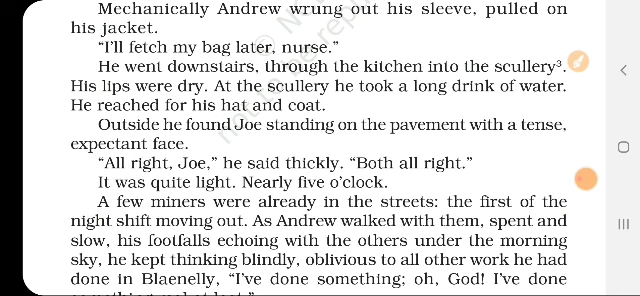 Mechanically Andrew wrung out his sleeve, pulled on
his jacket.
“I’ll fetch my bag later, nurse.”
He went downstairs, through the kitchen into the scullery³.
His lips were dry. At the scullery he took a long drink of water.
He reached for his hat and coat.
Outside he found Joe standing on the pavement with a tense,
expectant face.
“All right, Joe,” he said thickly. “Both all right.”
It was quite light. Nearly five o’clock.
A few miners were already in the streets: the first of the
night shift moving out. As Andrew walked with them, spent and
slow, his footfalls echoing with the others under the morning
sky, he kept thinking blindly, oblivious to all other work he had
done in Blaenelly, “I’ve done something; oh, God! I’ve done